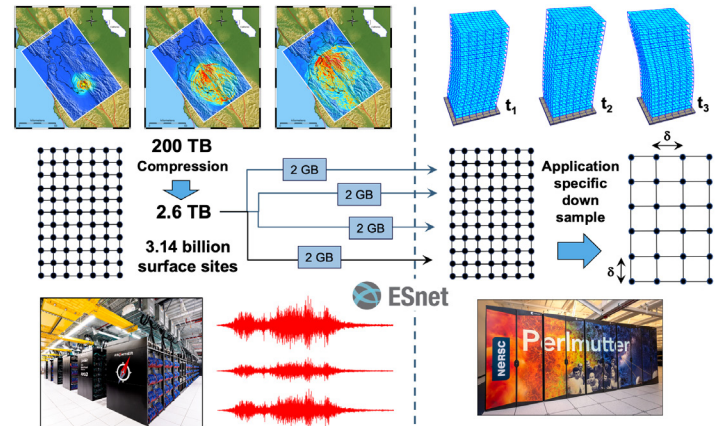 t1
t2
t3
200 TB
Compression
2.6 TB
3.14 billion
surface sites
2 GB
2 GB
2 GB
2 GB
Application
specific
down
sample
δ
δ
ESnet
FRONTIER
NERSC
Perlmutter